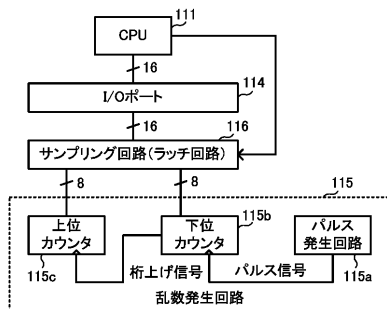 111
CPU
16
114
I/Oポート
16
116
サンプリング回路(ラッチ回路)
8
8
115
上位
カウンタ
下位
カウンタ
115b
パルス
発生回路
115c
桁上げ信号
パルス信号
115a
乱数発生回路